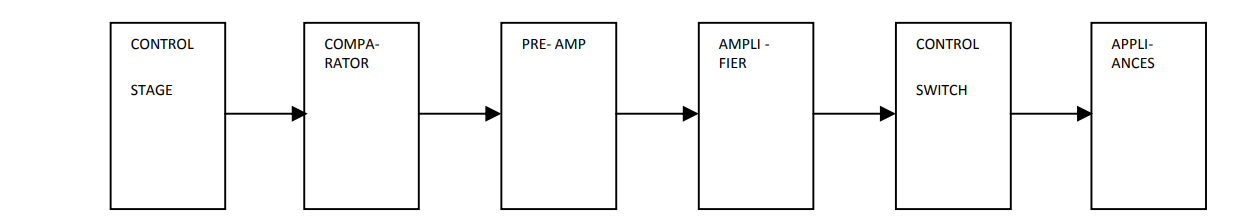 CONTROL
STAGE
COMPA-
RATOR
PRE- AMP
AMPLI -
FIER
CONTROL
SWITCH
APPLI-
ANCES